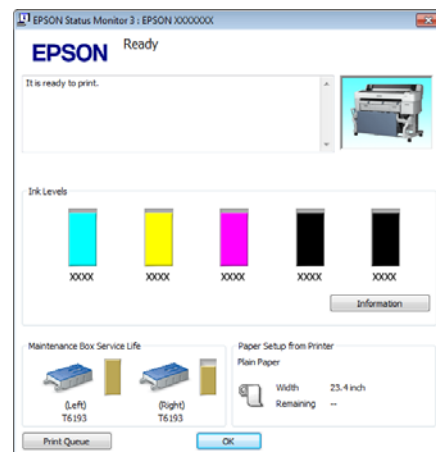 EPSON Status Monitor 3 : EPSON XXXXXXX
EPSON
Ready
It is ready to print.
Ink Levels
XXXX XXXX XXXX XXXX XXXX
Information
Maintenance Box Service Life
(Left) (Right)
T6193 T6193
Paper Setup from Printer
Plain Paper
Width 23.4 inch
Remaining --
Print Queue OK